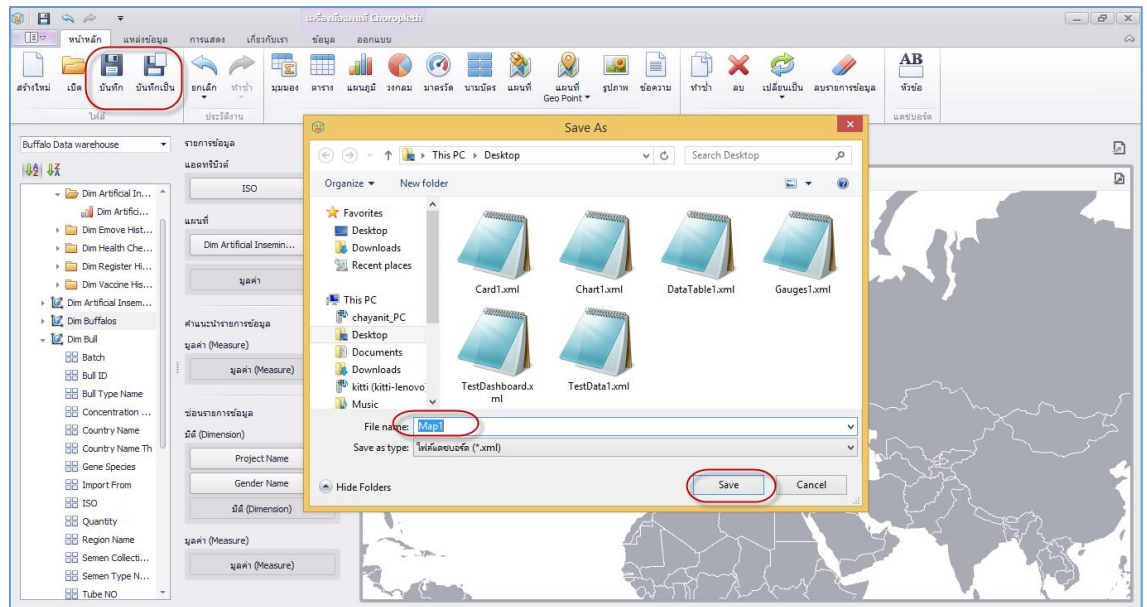 เครื่องมือแผนที่ Choropleth
หน้าหลัก แหล่งข้อมูล การแสดง เกี่ยวกับเรา ข้อมูล ออกแบบ
สร้างใหม่ เปิด บันทึก บันทึกเป็น ยกเลิก ทำซ้ำ มุมมอง ตาราง แผนภูมิ วงกลม มาตรวัด นามบัตร แผนที่ แผนที่ Geo Point รูปภาพ ข้อความ ทำซ้ำ ลบ เปลี่ยนเป็น ลบรายการข้อมูล AB หัวข้อ
ไฟล์ ประวัติงาน แดชบอร์ด
Buffalo Data warehouse
Dim Artificial In...
Dim Artifici...
Dim Emove Hist...
Dim Health Che...
Dim Register Hi...
Dim Vaccine His...
Dim Artificial Insem...
Dim Buffalos
Dim Bull
Batch
Bull ID
Bull Type Name
Concentration ...
Country Name
Country Name Th
Gene Species
Import From
ISO
Quantity
Region Name
Semen Collecti...
Semen Type N...
Tube NO
รายการข้อมูล
แอตทริบิวต์
ISO
แผนที่
Dim Artificial Insemin...
มูลค่า
คำแนะนำรายการข้อมูล
มูลค่า (Measure)
มูลค่า (Measure)
ซ่อนรายการข้อมูล
มิติ (Dimension)
Project Name
Gender Name
มิติ (Dimension)
มูลค่า (Measure)
มูลค่า (Measure)
Save As
This PC Desktop Search Desktop
Organize New folder
Favorites
Desktop
Downloads
Recent places
This PC
chayanit_PC
Desktop
Documents
Downloads
kitti (kitti-lenovo
Music
Card1.xml Chart1.xml DataTable1.xml Gauges1.xml
TestDashboard.x
ml
TestData1.xml
File name: Map1
Save as type: ไฟล์แดชบอร์ด (*.xml)
Hide Folders Save Cancel